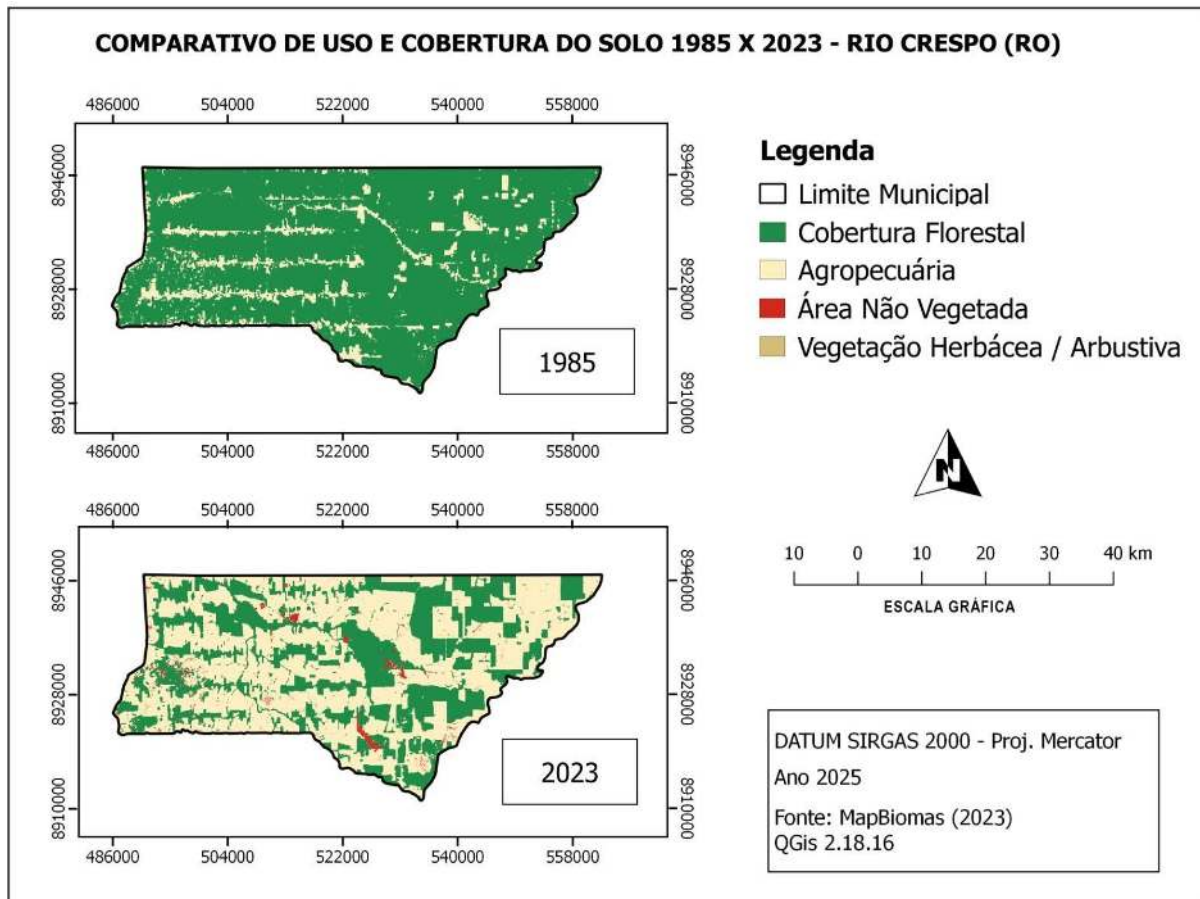 COMPARATIVO DE USO E COBERTURA DO SOLO 1985 X 2023 - RIO CRESPO (RO)
486000 504000 522000 540000 558000
8946000 8946000
8928000 8928000
8910000 8910000
1985
486000 504000 522000 540000 558000
486000 504000 522000 540000 558000
8946000 8946000
8928000 8928000
8910000 8910000
2023
486000 504000 522000 540000 558000
Legenda
Limite Municipal
Cobertura Florestal
Agropecuária
Área Não Vegetada
Vegetação Herbácea / Arbustiva
N
10 0 10 20 30 40 km
ESCALA GRÁFICA
DATUM SIRGAS 2000 - Proj. Mercator
Ano 2025
Fonte: MapBiomas (2023)
QGis 2.18.16